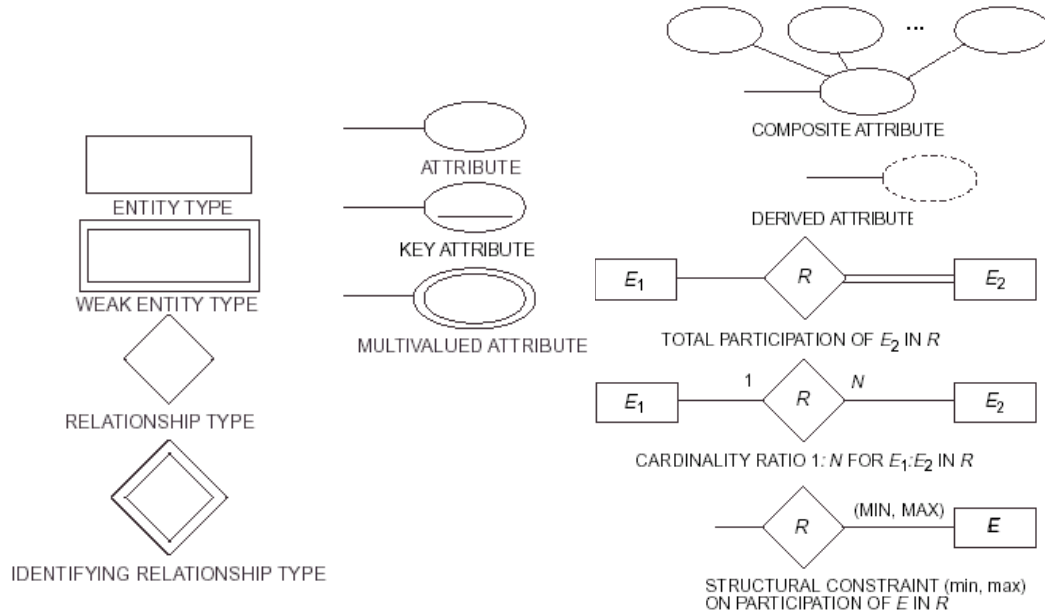 ENTITY TYPE
WEAK ENTITY TYPE
RELATIONSHIP TYPE
IDENTIFYING RELATIONSHIP TYPE
ATTRIBUTE
KEY ATTRIBUTE
MULTIVALUED ATTRIBUTE
...
COMPOSITE ATTRIBUTE
DERIVED ATTRIBUTE
E1 R E2
TOTAL PARTICIPATION OF E2 IN R
E1 1 R N E2
CARDINALITY RATIO 1: N FOR E1:E2 IN R
R (MIN, MAX) E
STRUCTURAL CONSTRAINT (min, max)
ON PARTICIPATION OF E IN R